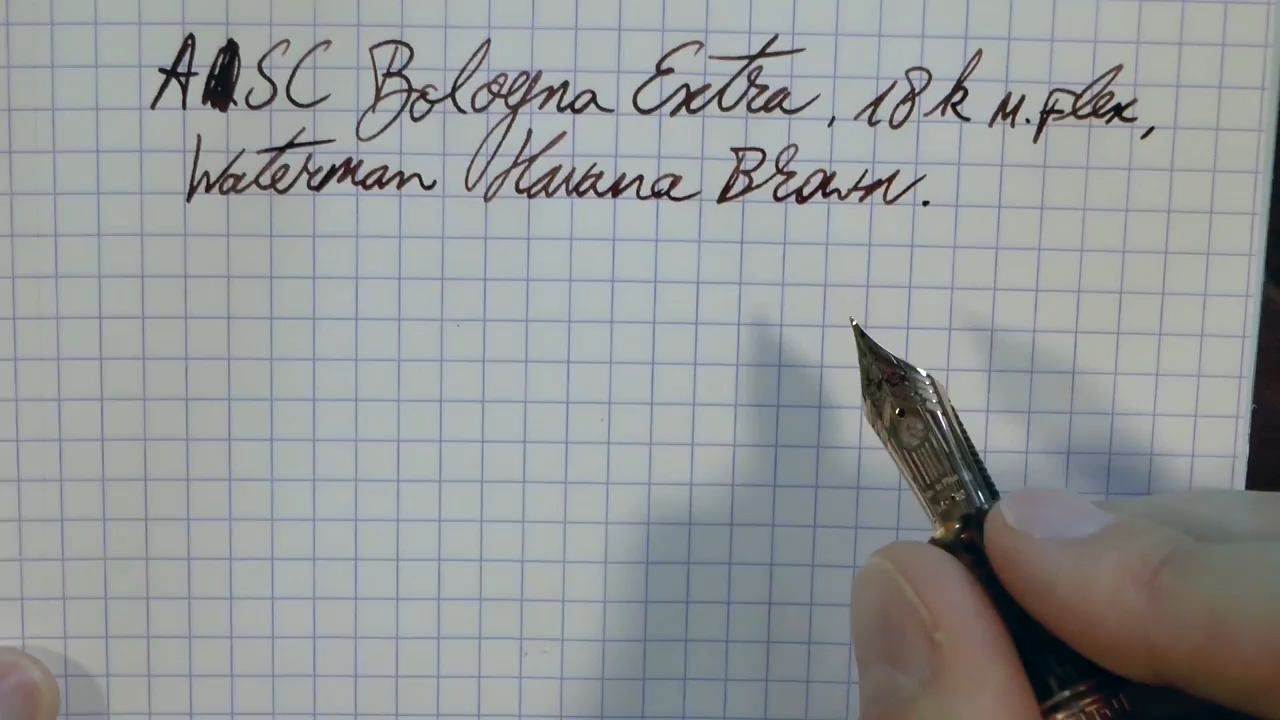 ASC Bologna Extra, 18k M. Flex,
Waterman Havana Brown.